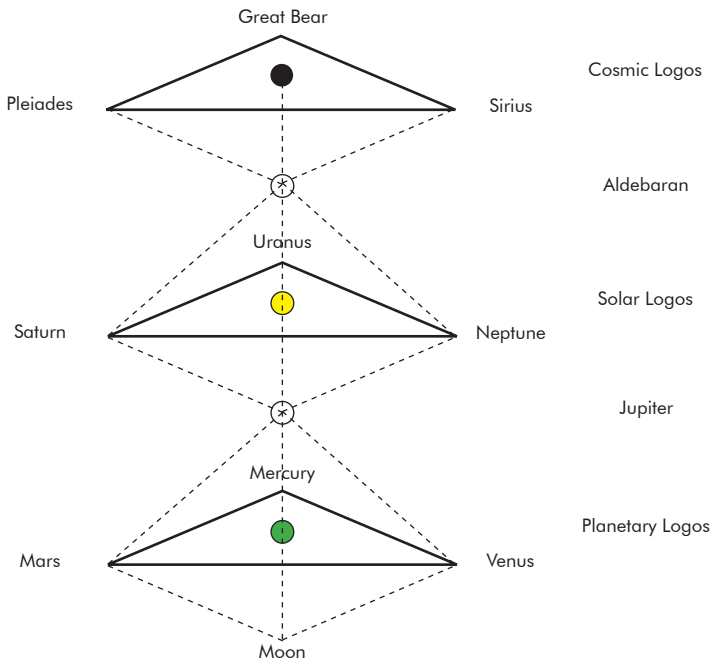 Great Bear
Cosmic Logos
Pleiades
Sirius
Aldebaran
Uranus
Solar Logos
Saturn
Neptune
Jupiter
Mercury
Planetary Logos
Mars
Venus
Moon